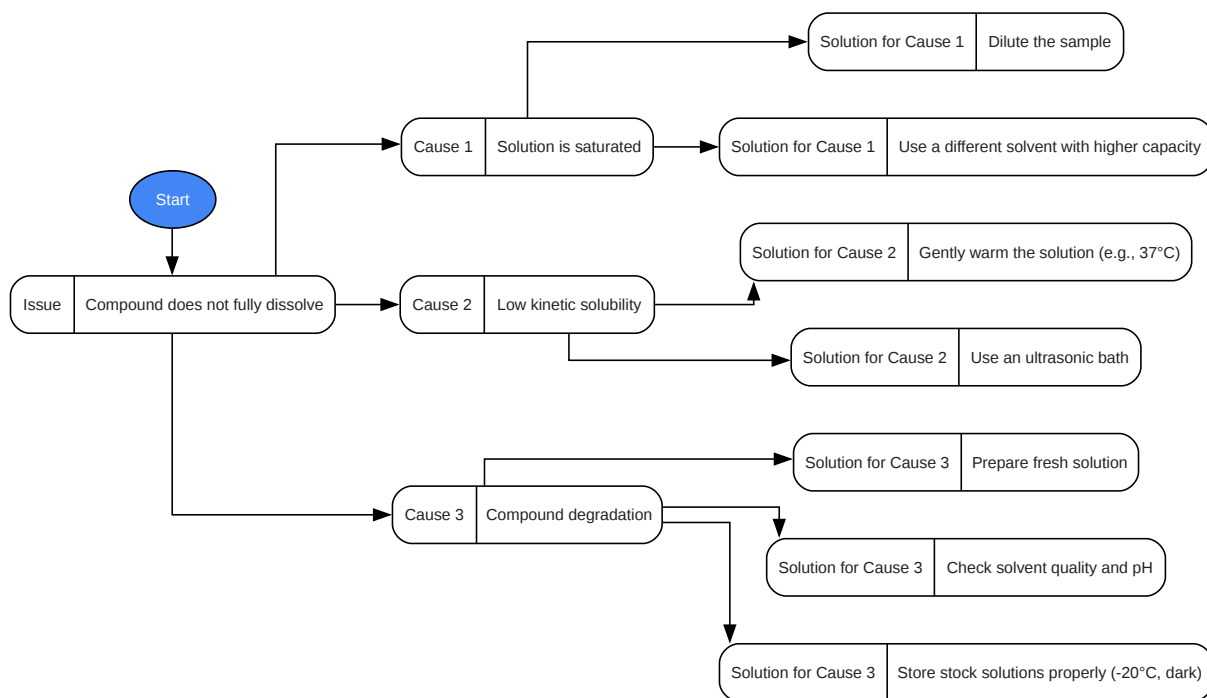 Solution for Cause 1 Dilute the sample
Cause 1 Solution is saturated
Solution for Cause 1 Use a different solvent with higher capacity
Start
Solution for Cause 2 Gently warm the solution (e.g., 37°C)
Issue Compound does not fully dissolve
Cause 2 Low kinetic solubility
Solution for Cause 2 Use an ultrasonic bath
Solution for Cause 3 Prepare fresh solution
Cause 3 Compound degradation
Solution for Cause 3 Check solvent quality and pH
Solution for Cause 3 Store stock solutions properly (-20°C, dark)